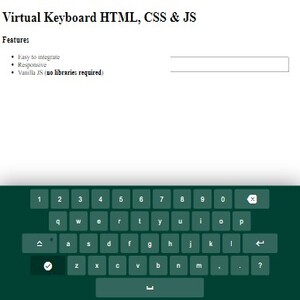 Virtual Keyboard HTML, CSS & JS
Features
Easy to integrate
Responsive
Vanilla JS (no libraries required)
1 2 3 4 5 6 7 8 9 0
q w e r t y u i o p
a s d f g h j k l
z x c v b n m , . ?